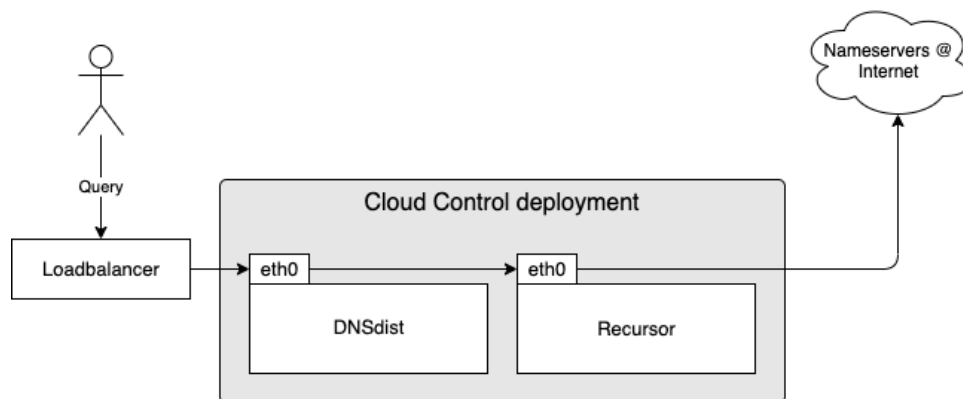 Nameservers @
Internet
Query
Cloud Control deployment
Loadbalancer
eth0
eth0
DNSdist
Recursor